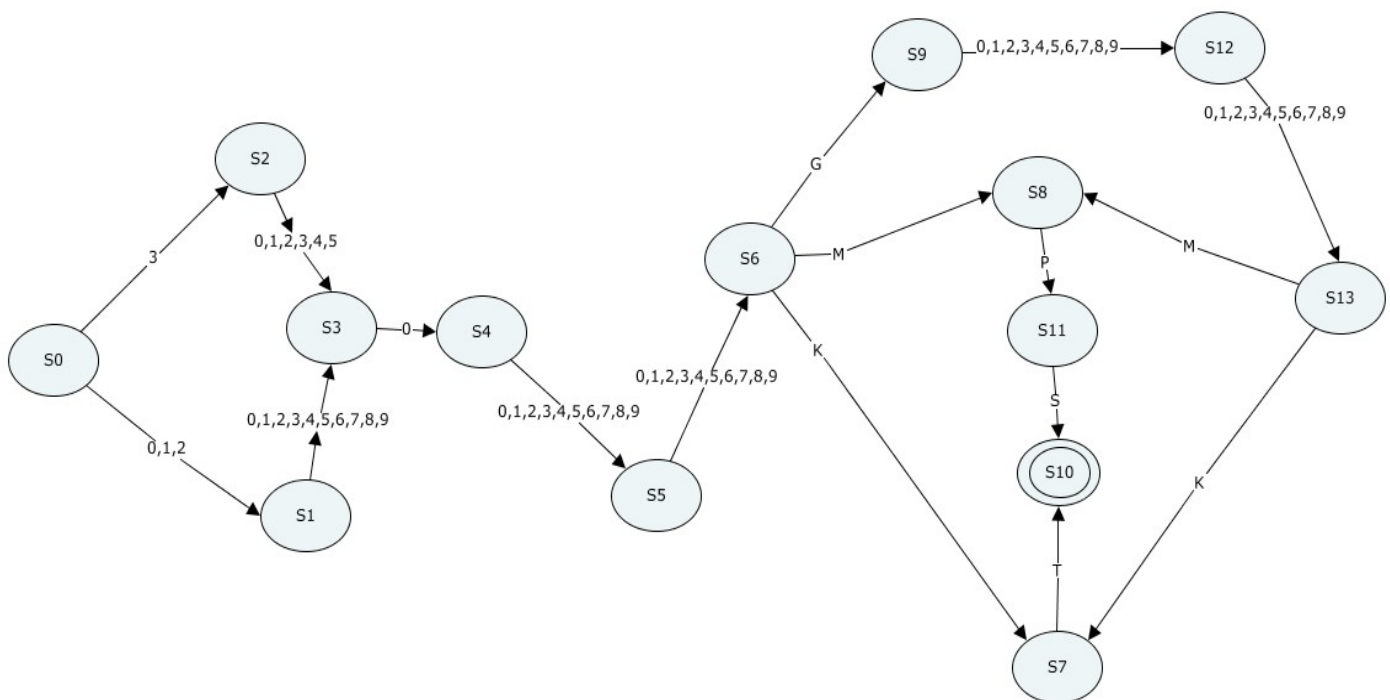 S9
0,1,2,3,4,5,6,7,8,9
S12
0,1,2,3,4,5,6,7,8,9
S2
G
S8
0,1,2,3,4,5
3
S6
M
M
P
S13
S3
0
S4
S11
S0
K
0,1,2,3,4,5,6,7,8,9
S
0,1,2,3,4,5,6,7,8,9
0,1,2,3,4,5,6,7,8,9
0,1,2
S10
K
S5
S1
T
S7